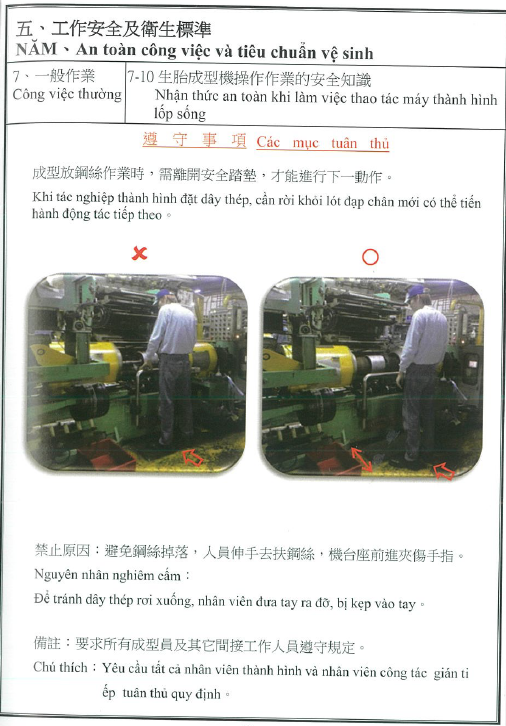 五、工作安全及衛生標準
NĂM、An toàn công việc và tiêu chuẩn vệ sinh
7、一般作業
Công việc thường
7-10 生胎成型機操作作業的安全知識
Nhận thức an toàn khi làm việc thao tác máy thành hình
lốp sống
遵 守 事 項 Các mục tuân thủ
成型放鋼絲作業時，需離開安全踏墊，才能進行下一動作。
Khi tác nghiệp thành hình đặt dây thép, cần rời khỏi lót đạp chân mới có thể tiến
hành động tác tiếp theo。
禁止原因：避免鋼絲掉落，人員伸手去扶鋼絲，機台座前進夾傷手指。
Nguyên nhân nghiêm cấm：
Để tránh dây thép rơi xuống, nhân viên đưa tay ra đỡ, bị kẹp vào tay。
備註：要求所有成型員及其它間接工作人員遵守規定。
Chú thích：Yêu cầu tất cả nhân viên thành hình và nhân viên công tác gián ti
ếp tuân thủ quy định。